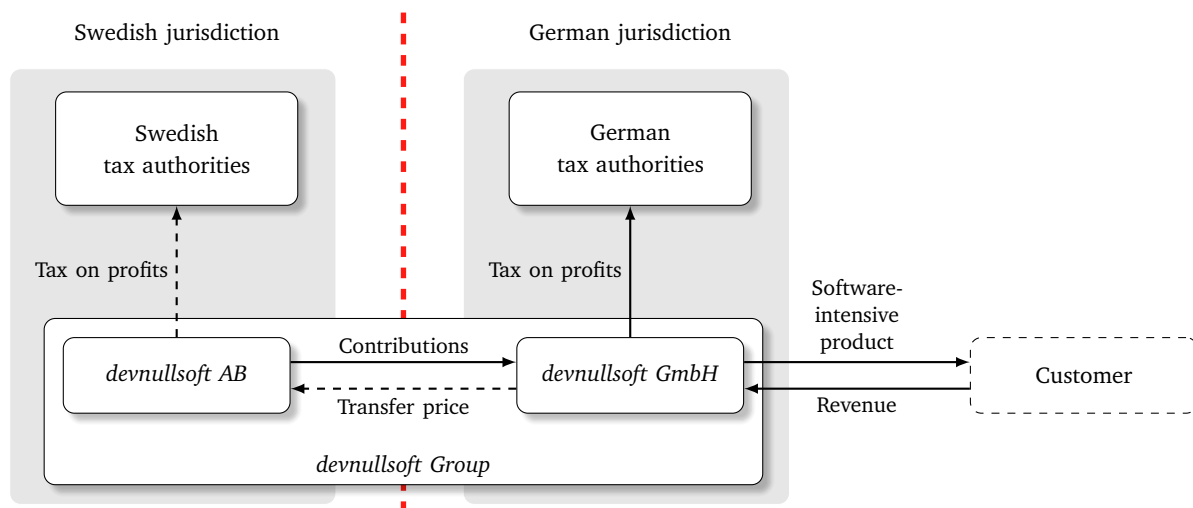 Swedish jurisdiction
German jurisdiction
Swedish
tax authorities
German
tax authorities
Tax on profits
Tax on profits
Software-
intensive
product
devnullsoft AB
Contributions
Transfer price
devnullsoft GmbH
Revenue
Customer
devnullsoft Group